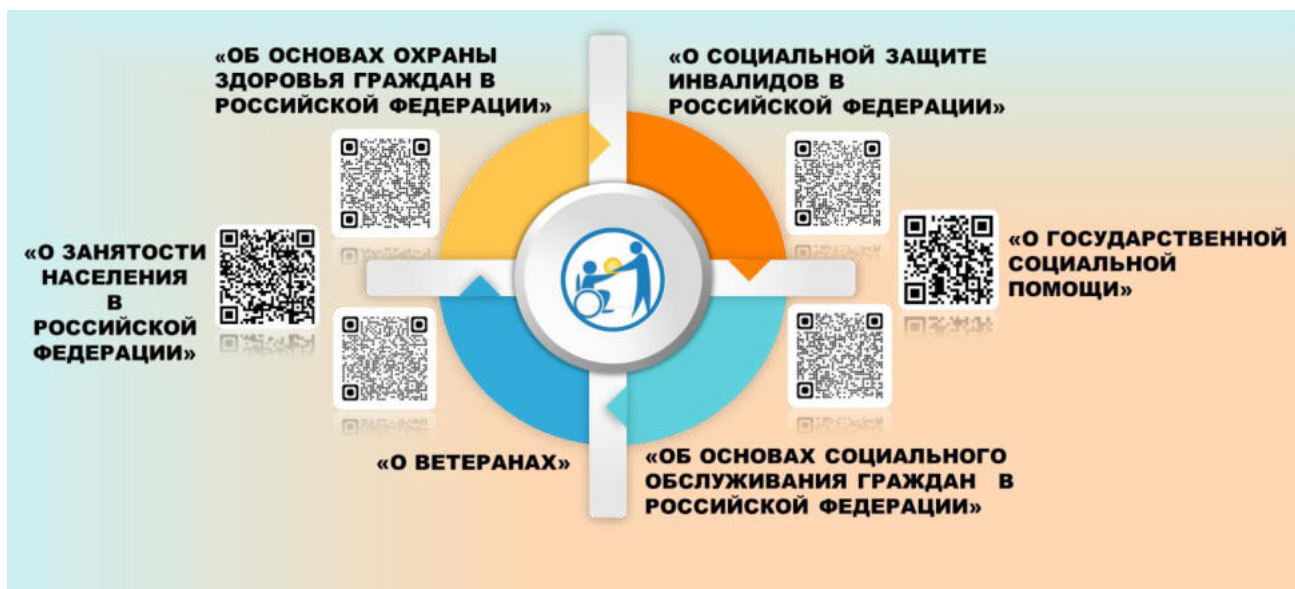 «ОБ ОСНОВАХ ОХРАНЫ
ЗДОРОВЬЯ ГРАЖДАН В
РОССИЙСКОЙ ФЕДЕРАЦИИ»
«О СОЦИАЛЬНОЙ ЗАЩИТЕ
ИНВАЛИДОВ В
РОССИЙСКОЙ ФЕДЕРАЦИИ»
«О ЗАНЯТОСТИ
НАСЕЛЕНИЯ
В
РОССИЙСКОЙ
ФЕДЕРАЦИИ»
«О ГОСУДАРСТВЕННОЙ
СОЦИАЛЬНОЙ
ПОМОЩИ»
«О ВЕТЕРАНАХ»
«ОБ ОСНОВАХ СОЦИАЛЬНОГО
ОБСЛУЖИВАНИЯ ГРАЖДАН В
РОССИЙСКОЙ ФЕДЕРАЦИИ»